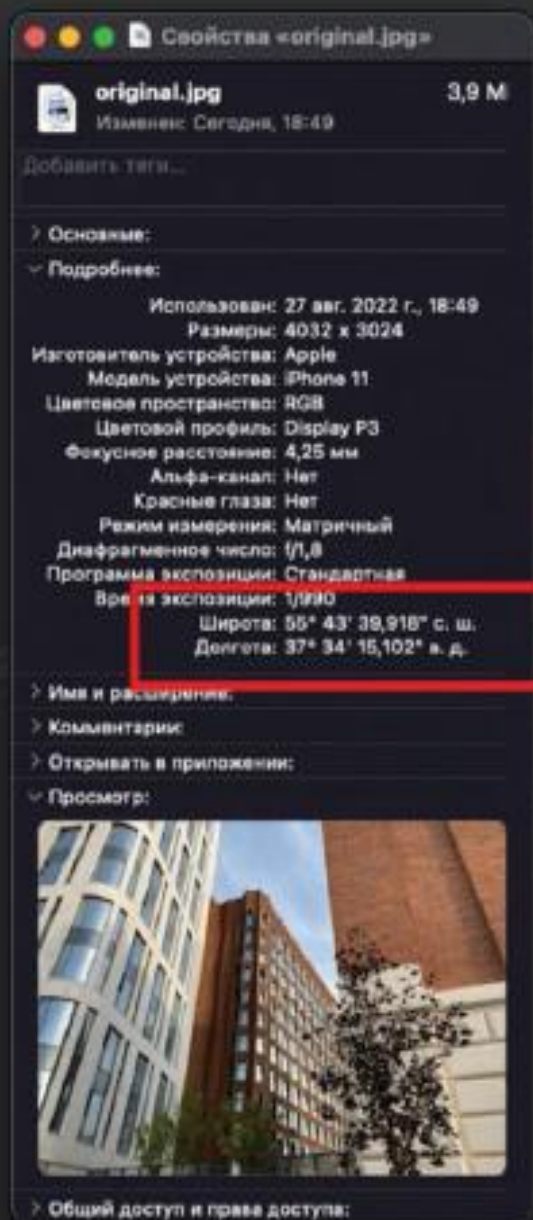 Свойства «original.jpg»
original.jpg 3,9 М
Изменен: Сегодня, 18:49
Добавить теги...
Основные:
Подробнее:
Использован: 27 авг. 2022 г., 18:49
Размеры: 4032 x 3024
Изготовитель устройства: Apple
Модель устройства: iPhone 11
Цветовое пространство: RGB
Цветовой профиль: Display P3
Фокусное расстояние: 4,25 мм
Альфа-канал: Нет
Красные глаза: Нет
Режим измерения: Матричный
Диафрагменное число: f/1,8
Программа экспозиции: Стандартная
Время экспозиции: 1/990
Широта: 55° 43' 39,918" с. ш.
Долгота: 37° 34' 15,102" в. д.
Имя и расширение:
Комментарии:
Открывать в приложении:
Просмотр:
Общий доступ и права доступа: